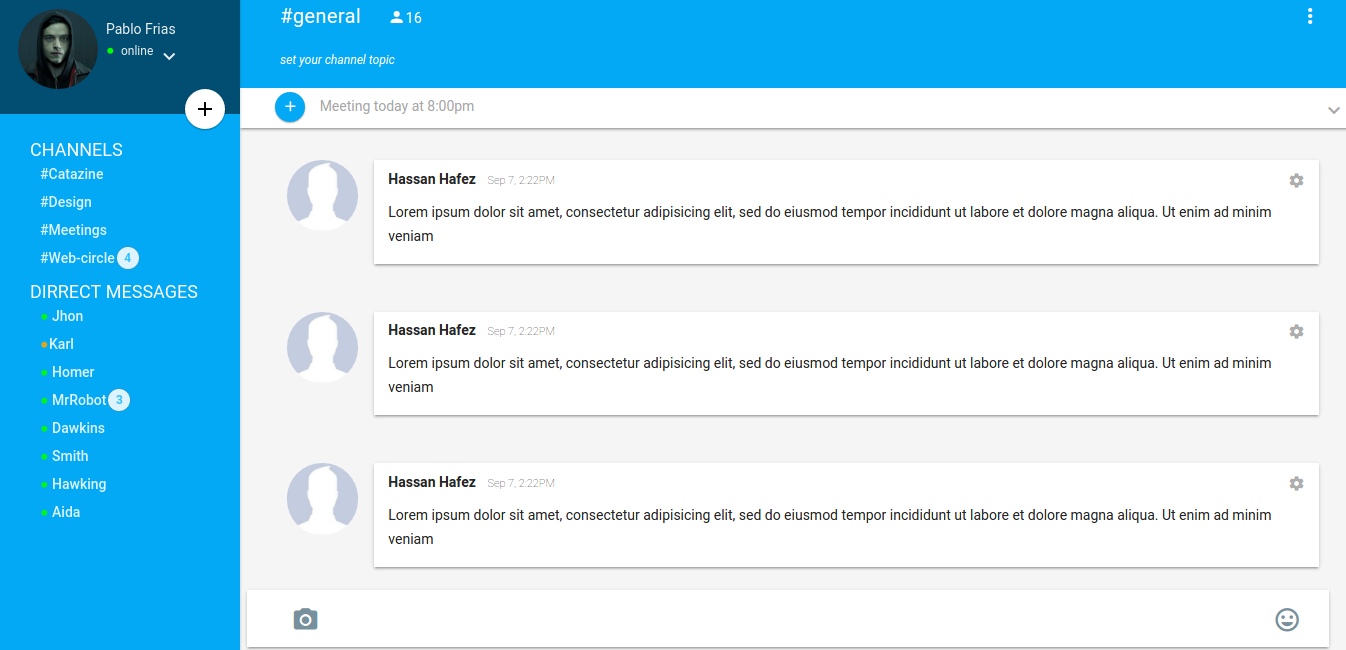 Pablo Frias
online
CHANNELS
#Catazine
#Design
#Meetings
#Web-circle 4
DIRRECT MESSAGES
Jhon
Karl
Homer
MrRobot 3
Dawkins
Smith
Hawking
Aida
#general 16
set your channel topic
Meeting today at 8:00pm
Hassan Hafez Sep 7, 2:22PM
Lorem ipsum dolor sit amet, consectetur adipisicing elit, sed do eiusmod tempor incididunt ut labore et dolore magna aliqua. Ut enim ad minim
veniam
Hassan Hafez Sep 7, 2:22PM
Lorem ipsum dolor sit amet, consectetur adipisicing elit, sed do eiusmod tempor incididunt ut labore et dolore magna aliqua. Ut enim ad minim
veniam
Hassan Hafez Sep 7, 2:22PM
Lorem ipsum dolor sit amet, consectetur adipisicing elit, sed do eiusmod tempor incididunt ut labore et dolore magna aliqua. Ut enim ad minim
veniam